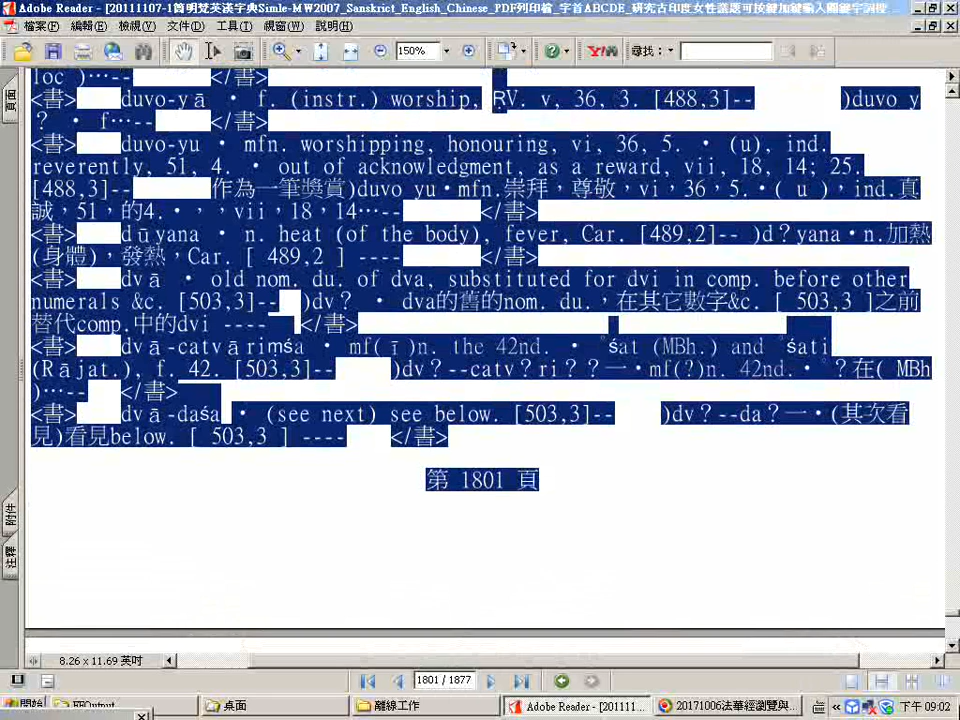 Adobe Reader - [20111107-1簡明梵英漢字典Simle-MW2007_Sanskrict_English_Chinese_PDF列印檔_字首ABCDE_研究古印度女性議題可按加鍵輸入關鍵字詞搜
檔案(F) 編輯(E) 檢視(V) 文件(D) 工具(T) 視窗(W) 說明(H)
150% 尋找:
頁面
附件
注釋
loc )…-- </書>
<書> duvo-yā ‧ f. (instr.) worship, ṚV. v, 36, 3. [488,3]-- )duvo y
? ‧ f…-- </書>
<書> duvo-yu ‧ mfn. worshipping, honouring, vi, 36, 5. ‧ (u), ind.
reverently, 51, 4. ‧ out of acknowledgment, as a reward, vii, 18, 14; 25.
[488,3]-- 作為一筆獎賞)duvo yu‧mfn.崇拜,尊敬,vi,36,5.‧( u ),ind.真
誠,51,的4.‧,,vii,18,14…-- </書>
<書> dūyana ‧ n. heat (of the body), fever, Car. [489,2]-- )d?yana‧n.加熱
(身體),發熱,Car. [ 489,2 ] ---- </書>
<書> dvā ‧ old nom. du. of dva, substituted for dvi in comp. before other
numerals &c. [503,3]-- )dv? ‧ dva的舊的nom. du.,在其它數字&c. [ 503,3 ]之前
替代comp.中的dvi ---- </書>
<書> dvā-catvāriṃśa ‧ mf(ī)n. the 42nd. ‧ °śat (MBh.) and °śati
(Rājat.), f. 42. [503,3]-- )dv?--catv?ri??一‧mf(?)n. 42nd.‧°?在( MBh
)…-- </書>
<書> dvā-daśa ‧ (see next) see below. [503,3]-- )dv?--da?一‧(其次看
見)看見below. [ 503,3 ] ---- </書>
第 1801 頁
8.26 x 11.69 英吋
1801 / 1877
開始 桌面 離線工作 Adobe Reader - [201111... 20171006法華經瀏覽與... 下午 09:02